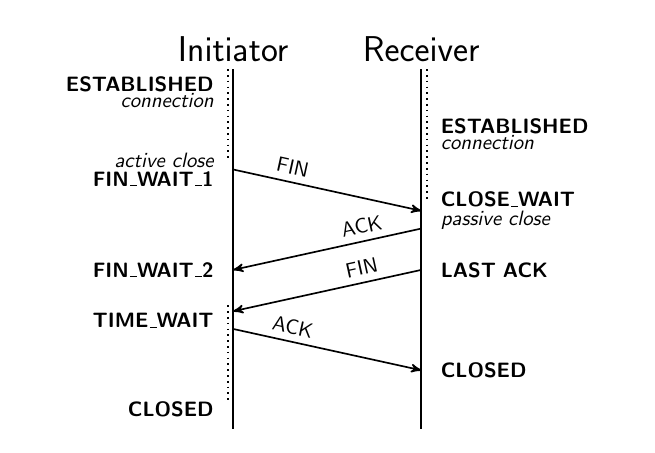 Initiator
Receiver
ESTABLISHED
connection
ESTABLISHED
connection
active close
FIN_WAIT_1
FIN
CLOSE_WAIT
passive close
ACK
FIN_WAIT_2
FIN
LAST ACK
TIME_WAIT
ACK
CLOSED
CLOSED